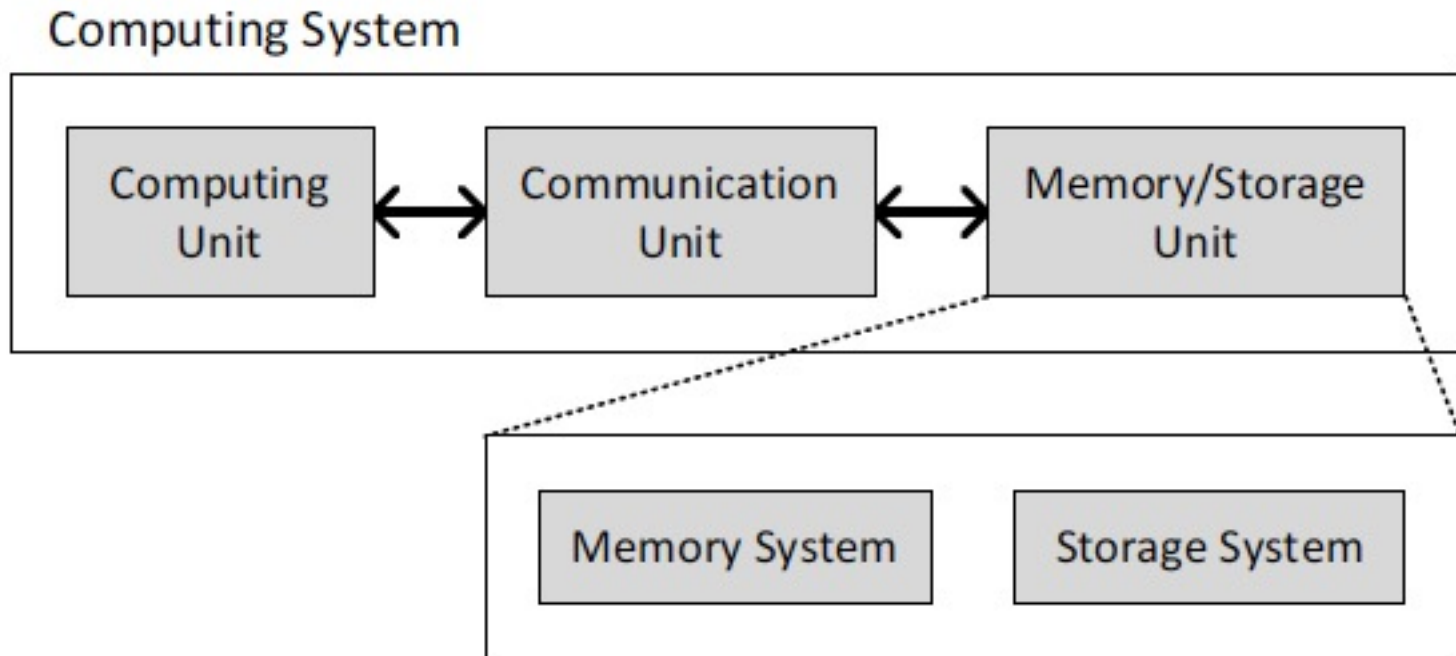 Computing System
Computing
Unit
Communication
Unit
Memory/Storage
Unit
Memory System
Storage System